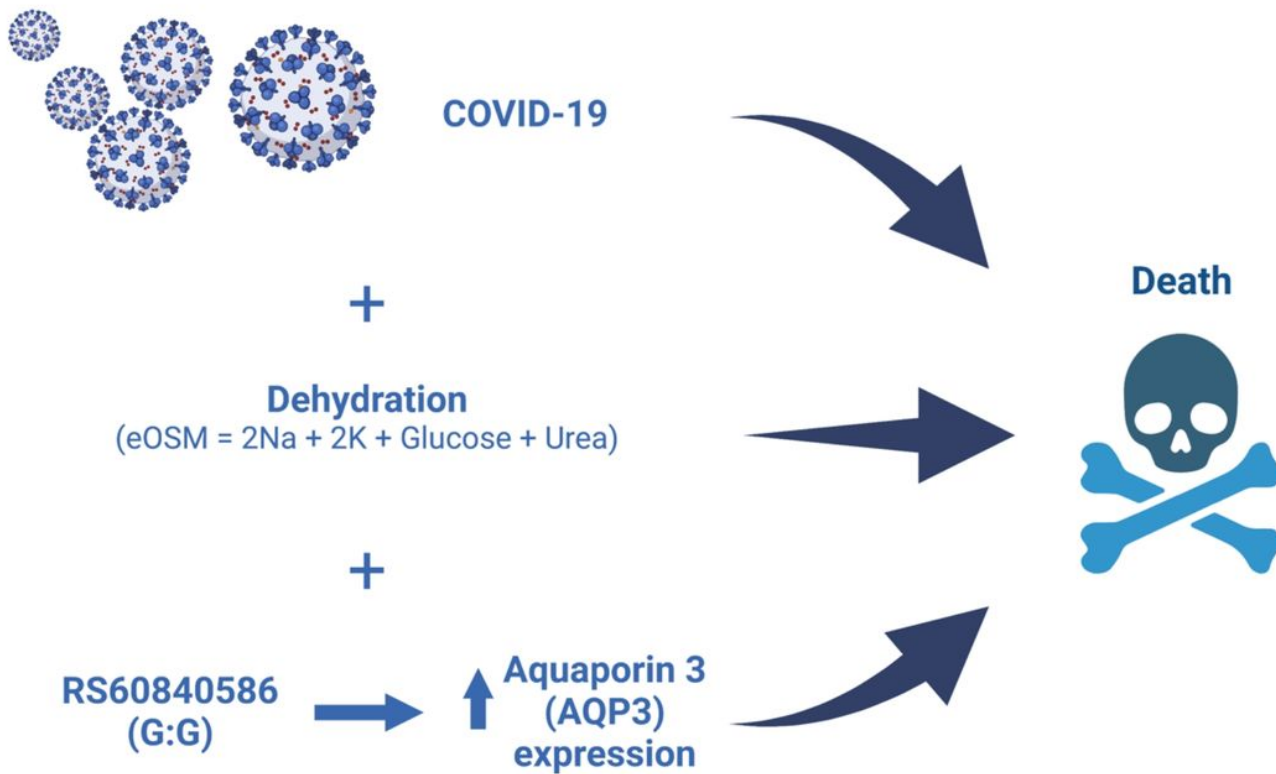 COVID-19
+
Dehydration
(eOSM = 2Na + 2K + Glucose + Urea)
+
RS60840586
(G:G)
Aquaporin 3
(AQP3)
expression
Death